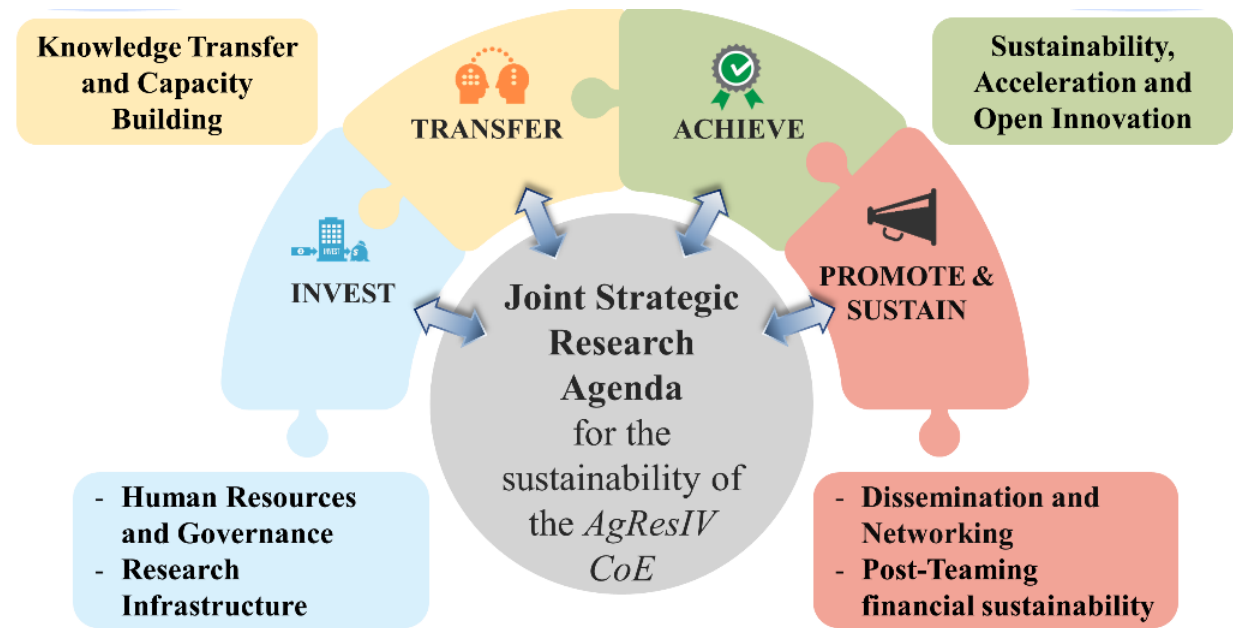 Knowledge Transfer
and Capacity
Building
Sustainability,
Acceleration and
Open Innovation
TRANSFER
ACHIEVE
INVEST
INVEST
PROMOTE &
SUSTAIN
Joint Strategic
Research
Agenda
for the
sustainability of
the AgResIV
CoE
- Human Resources
and Governance
- Research
Infrastructure
- Dissemination and
Networking
- Post-Teaming
financial sustainability